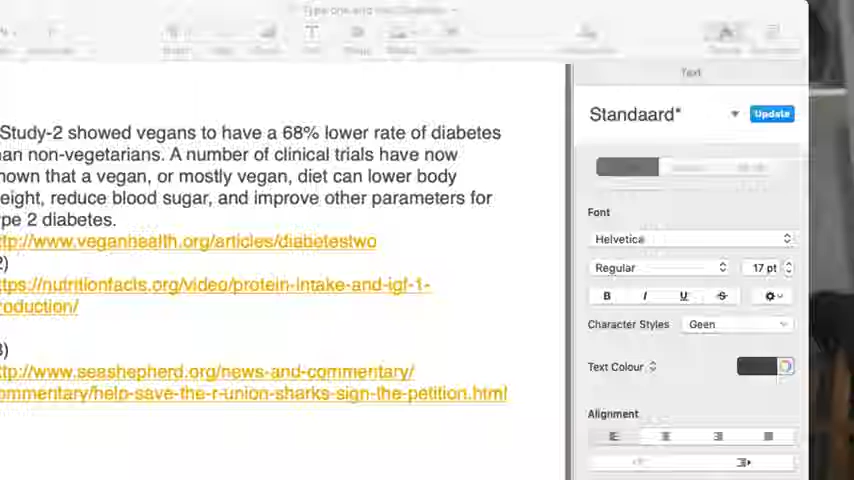 Text
Study-2 showed vegans to have a 68% lower rate of diabetes
an non-vegetarians. A number of clinical trials have now
hown that a vegan, or mostly vegan, diet can lower body
eight, reduce blood sugar, and improve other parameters for
pe 2 diabetes.
tp://www.veganhealth.org/articles/diabetestwo
2)
ttps://nutritionfacts.org/video/protein-intake-and-igf-1-
roduction/
3)
ttp://www.seashepherd.org/news-and-commentary/
ommentary/help-save-the-r-union-sharks-sign-the-petition.html
Standaard*
Update
Font
Helvetica
Regular
17 pt
B I U S
Character Styles
Geen
Text Colour
Alignment